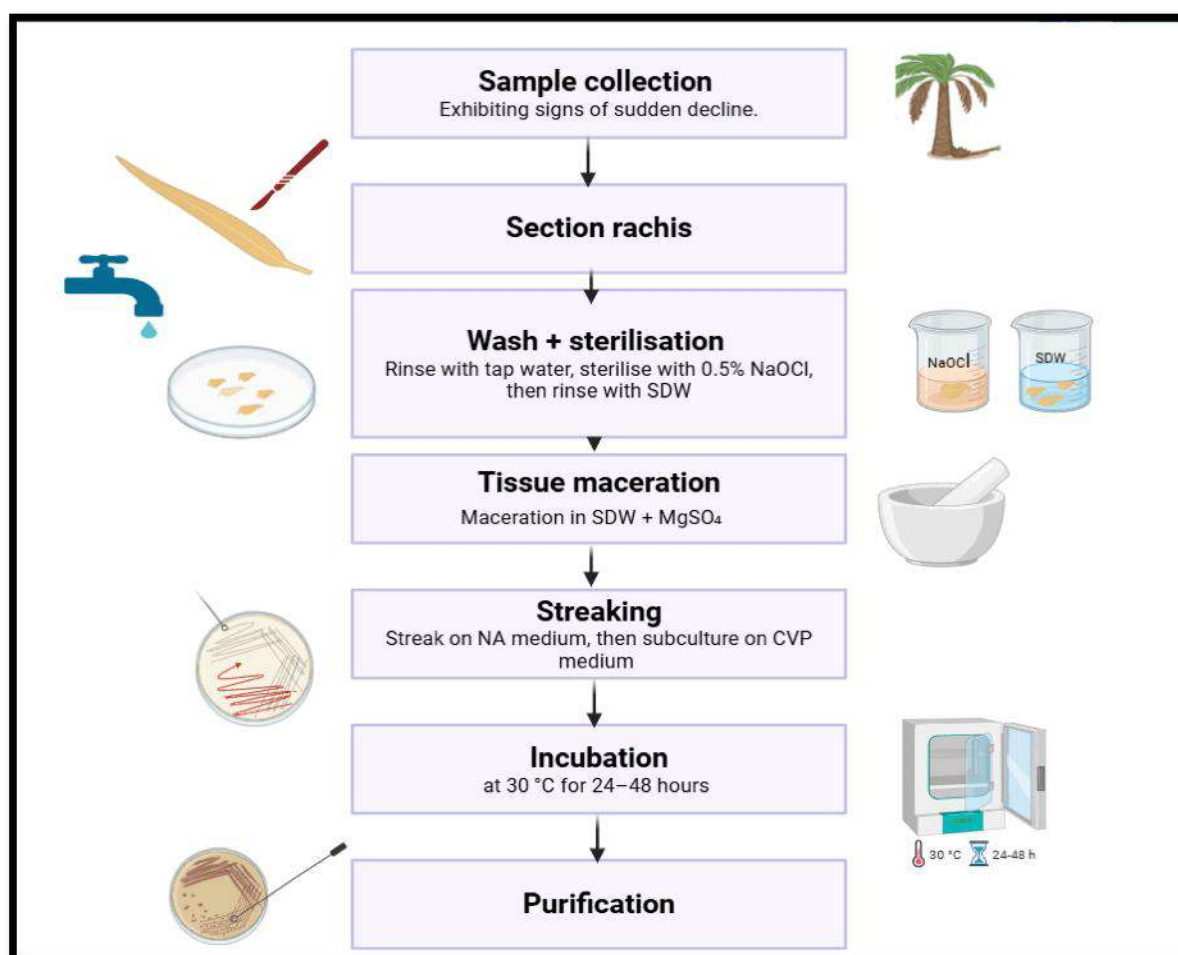 Sample collection
Exhibiting signs of sudden decline.
Section rachis
Wash + sterilisation
Rinse with tap water, sterilise with 0.5% NaOCl,
then rinse with SDW
NaOCl
SDW
Tissue maceration
Maceration in SDW + MgSO₄
Streaking
Streak on NA medium, then subculture on CVP
medium
Incubation
at 30 °C for 24–48 hours
30 °C 24-48 h
Purification